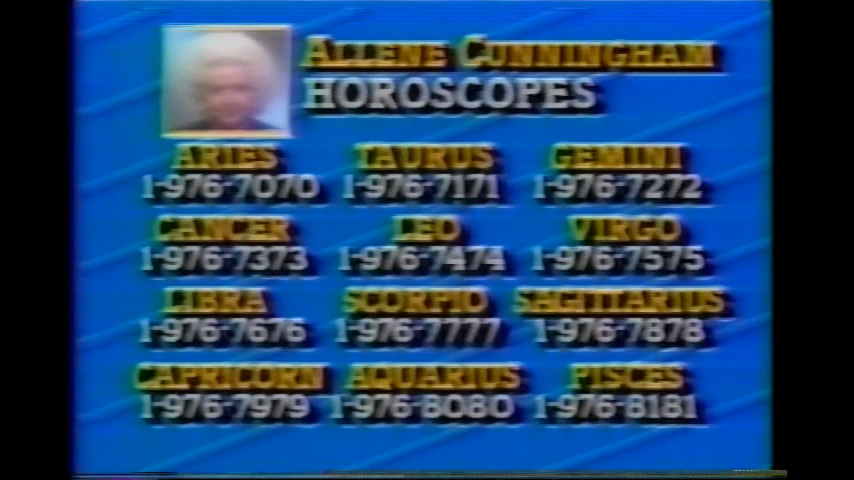 ALLENE CUNNINGHAM
HOROSCOPES
ARIES TAURUS GEMINI
1-976-7070 1-976-7171 1-976-7272
CANCER LEO VIRGO
1-976-7373 1-976-7474 1-976-7575
LIBRA SCORPIO SAGITTARIUS
1-976-7676 1-976-7777 1-976-7878
CAPRICORN AQUARIUS PISCES
1-976-7979 1-976-8080 1-976-8181